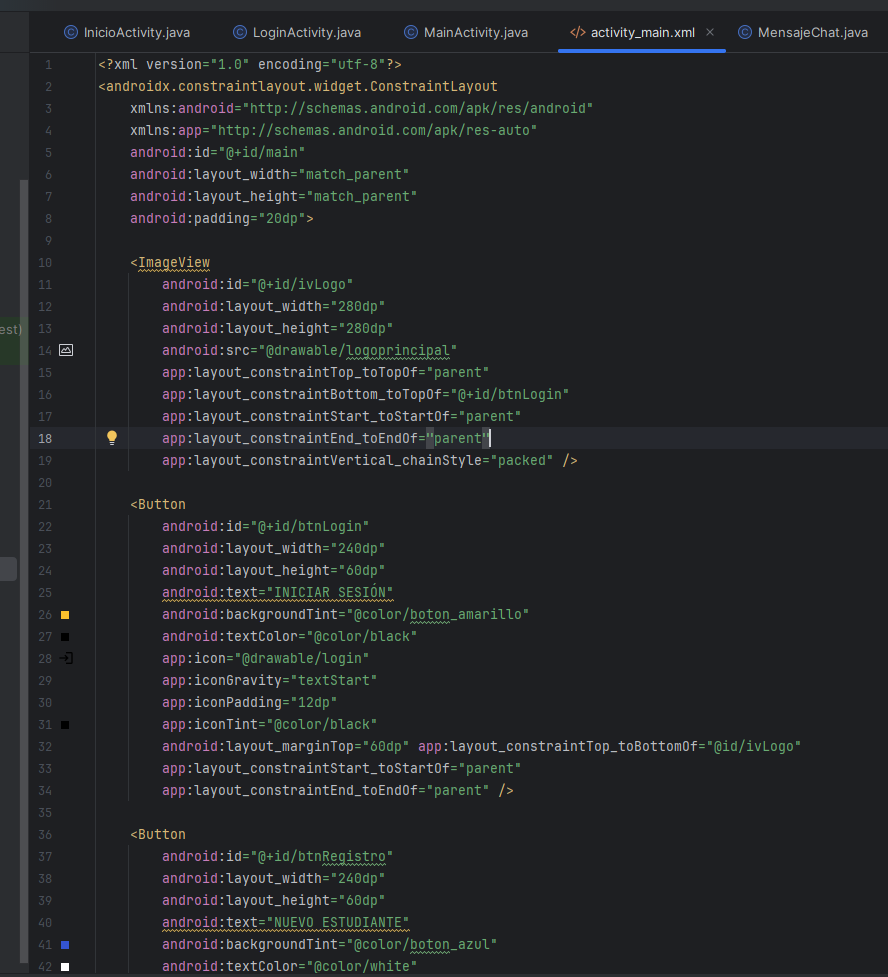 InicioActivity.java LoginActivity.java MainActivity.java activity_main.xml MensajeChat.java
1 <?xml version="1.0" encoding="utf-8"?>
2 <androidx.constraintlayout.widget.ConstraintLayout
3 xmlns:android="http://schemas.android.com/apk/res/android"
4 xmlns:app="http://schemas.android.com/apk/res-auto"
5 android:id="@+id/main"
6 android:layout_width="match_parent"
7 android:layout_height="match_parent"
8 android:padding="20dp">
9
10 <ImageView
11 android:id="@+id/ivLogo"
12 android:layout_width="280dp"
13 android:layout_height="280dp"
est)
14 android:src="@drawable/logoprincipal"
15 app:layout_constraintTop_toTopOf="parent"
16 app:layout_constraintBottom_toTopOf="@+id/btnLogin"
17 app:layout_constraintStart_toStartOf="parent"
18 app:layout_constraintEnd_toEndOf="parent"
19 app:layout_constraintVertical_chainStyle="packed" />
20
21 <Button
22 android:id="@+id/btnLogin"
23 android:layout_width="240dp"
24 android:layout_height="60dp"
25 android:text="INICIAR SESIÓN"
26 android:backgroundTint="@color/boton_amarillo"
27 android:textColor="@color/black"
28 app:icon="@drawable/login"
29 app:iconGravity="textStart"
30 app:iconPadding="12dp"
31 app:iconTint="@color/black"
32 android:layout_marginTop="60dp" app:layout_constraintTop_toBottomOf="@id/ivLogo"
33 app:layout_constraintStart_toStartOf="parent"
34 app:layout_constraintEnd_toEndOf="parent" />
35
36 <Button
37 android:id="@+id/btnRegistro"
38 android:layout_width="240dp"
39 android:layout_height="60dp"
40 android:text="NUEVO ESTUDIANTE"
41 android:backgroundTint="@color/boton_azul"
42 android:textColor="@color/white"